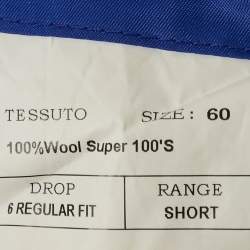 TESSUTO SIZE: 60
100%Wool Super 100'S
DROP RANGE
6 REGULAR FIT SHORT